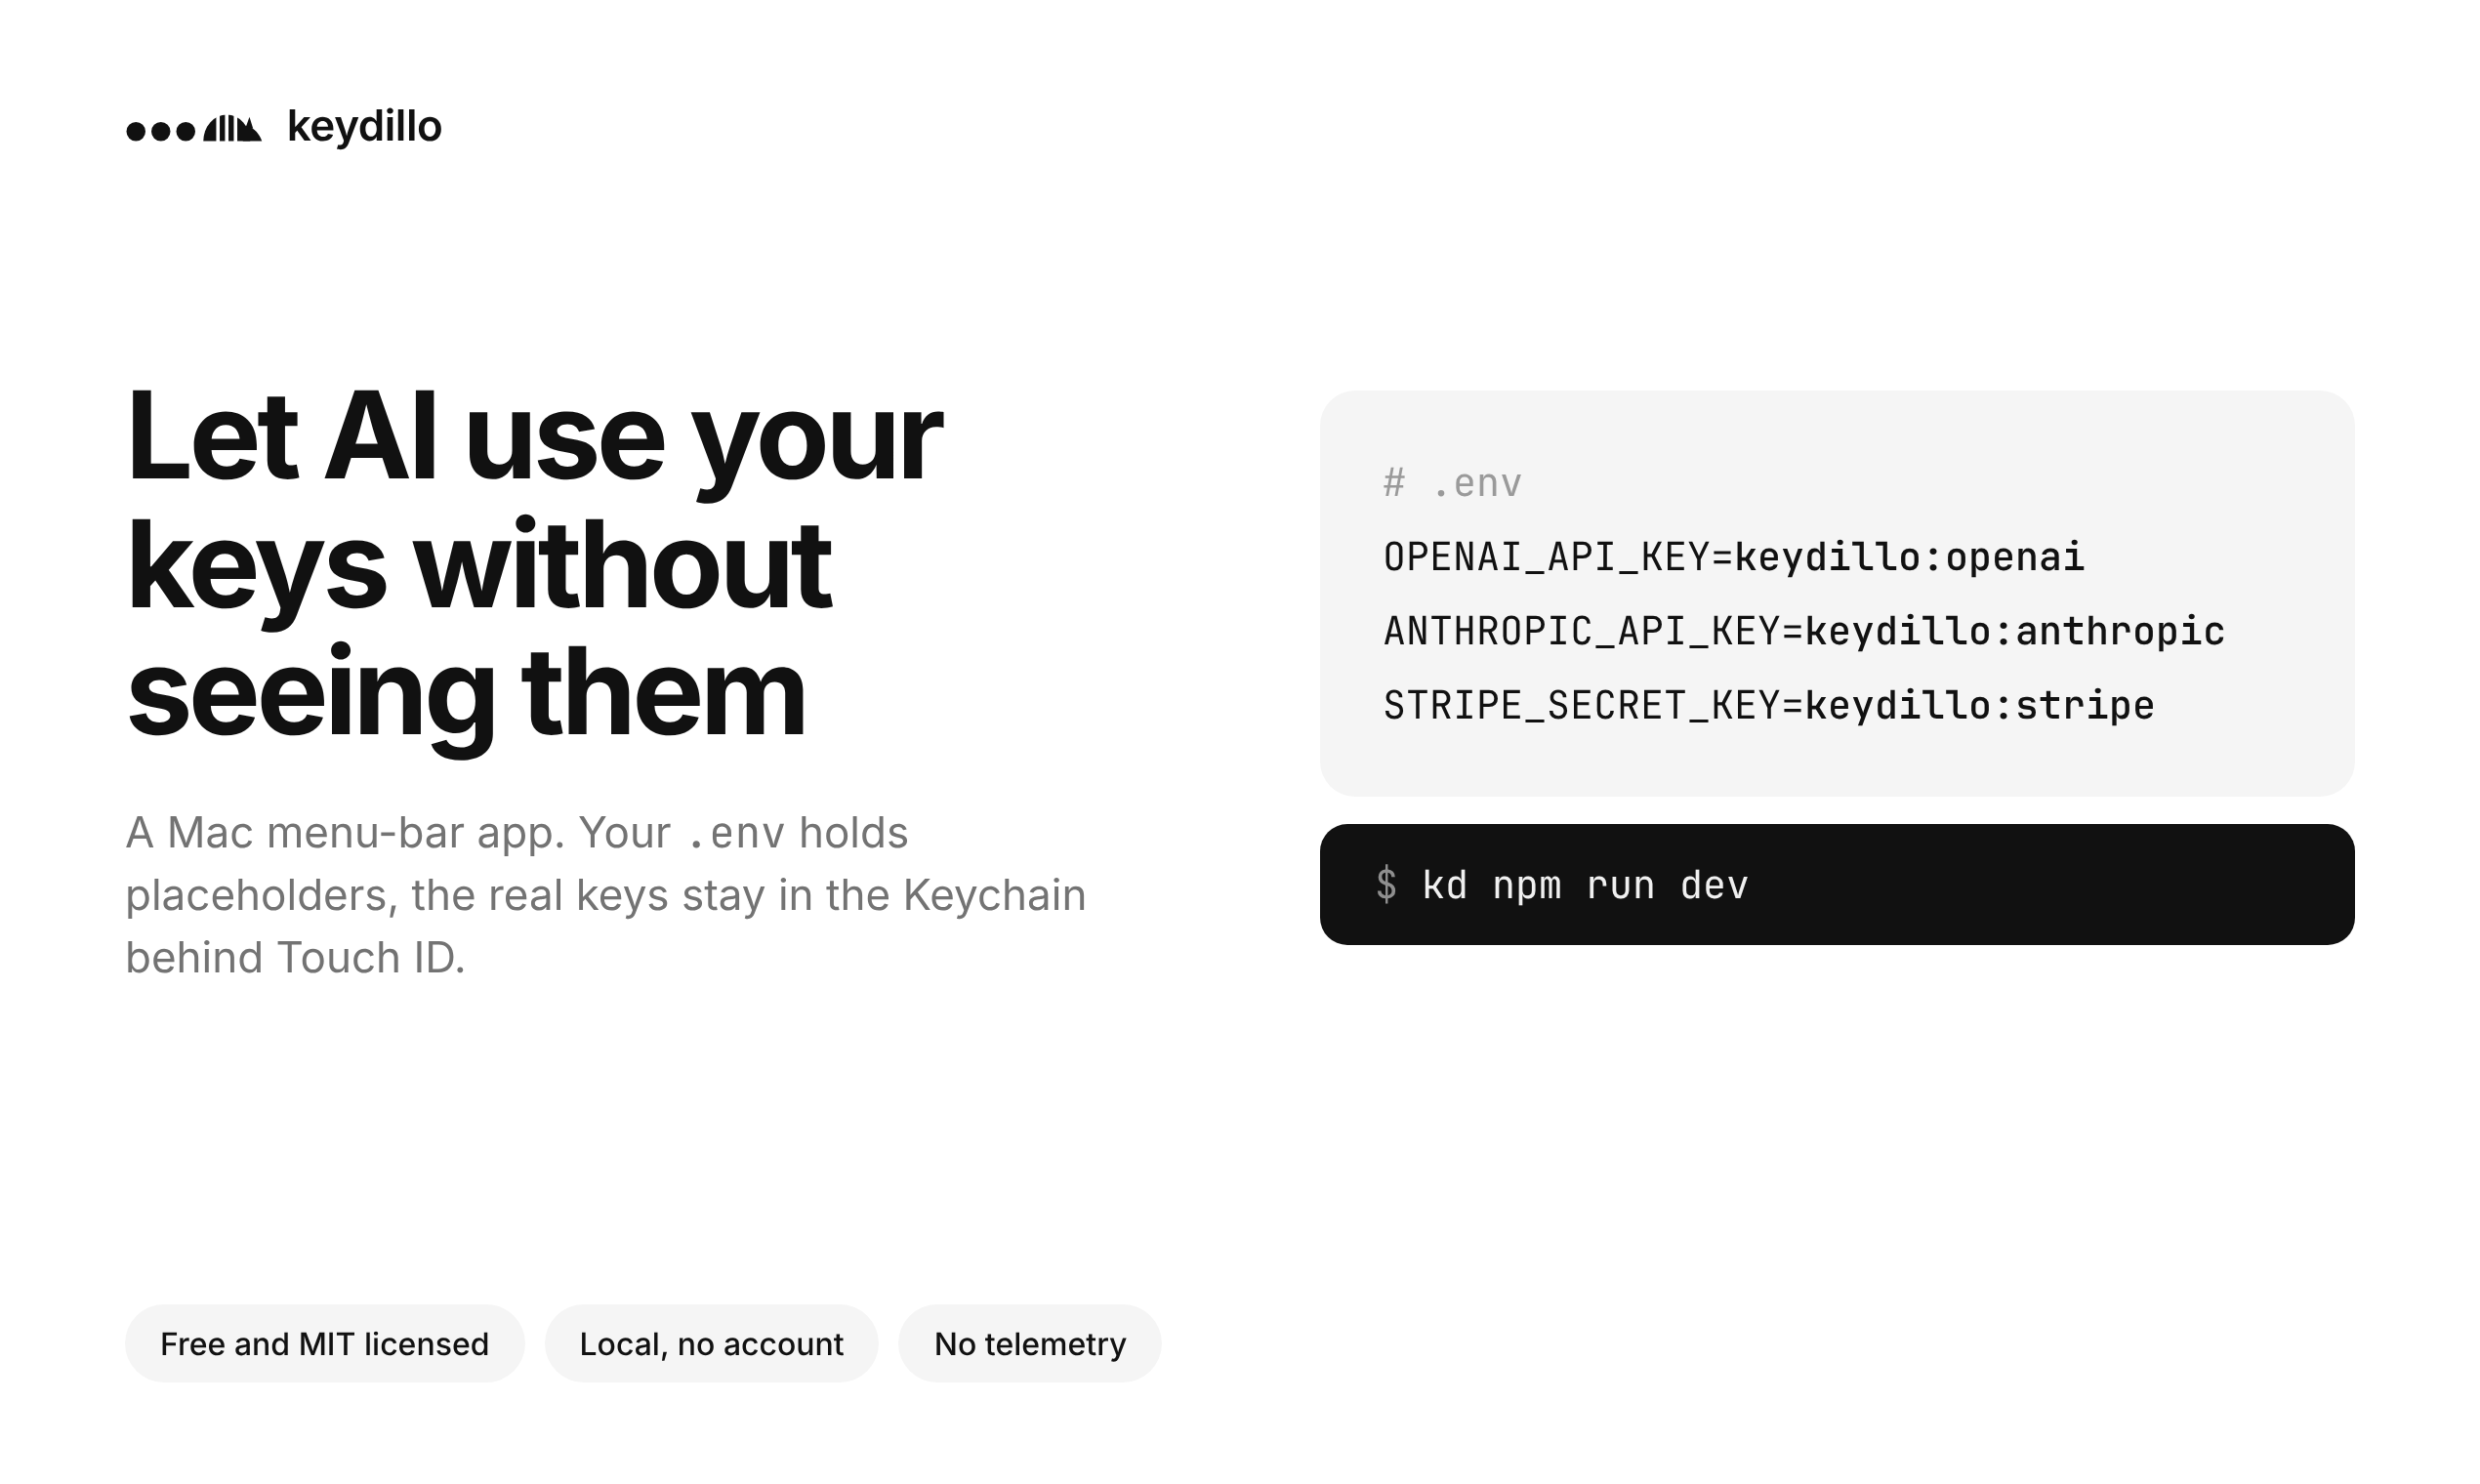 keydillo
Let AI use your
keys without
seeing them
A Mac menu-bar app. Your .env holds
placeholders, the real keys stay in the Keychain
behind Touch ID.
# .env
OPENAI_API_KEY=keydillo:openai
ANTHROPIC_API_KEY=keydillo:anthropic
STRIPE_SECRET_KEY=keydillo:stripe
$ kd npm run dev
Free and MIT licensed
Local, no account
No telemetry